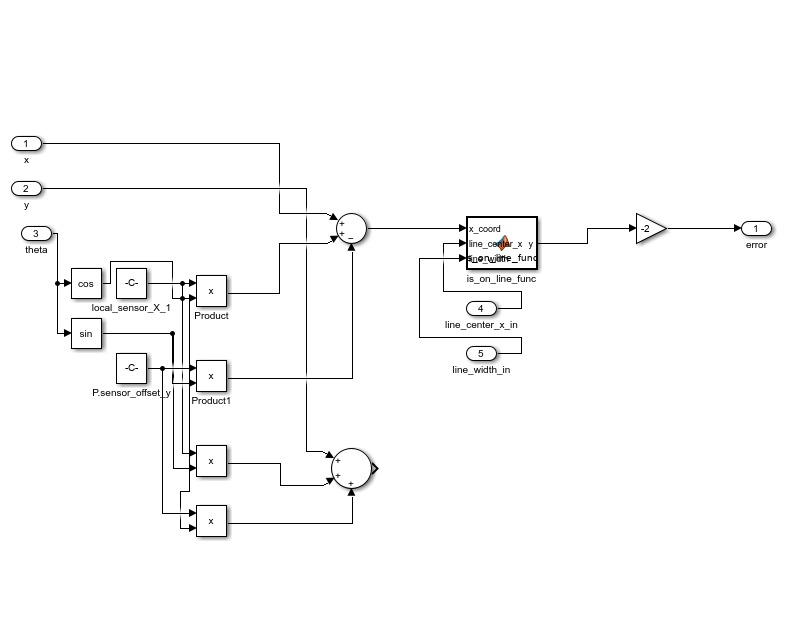 1
x
2
y
3
theta
cos
-C-
local_sensor_X_1
x
Product
sin
-C-
P.sensor_offset_y
x
Product1
x
x
+
+
_
+
+
+
x_coord
line_center_x y
line_width
is_on_line_func
is_on_line_func
4
line_center_x_in
5
line_width_in
-2
1
error